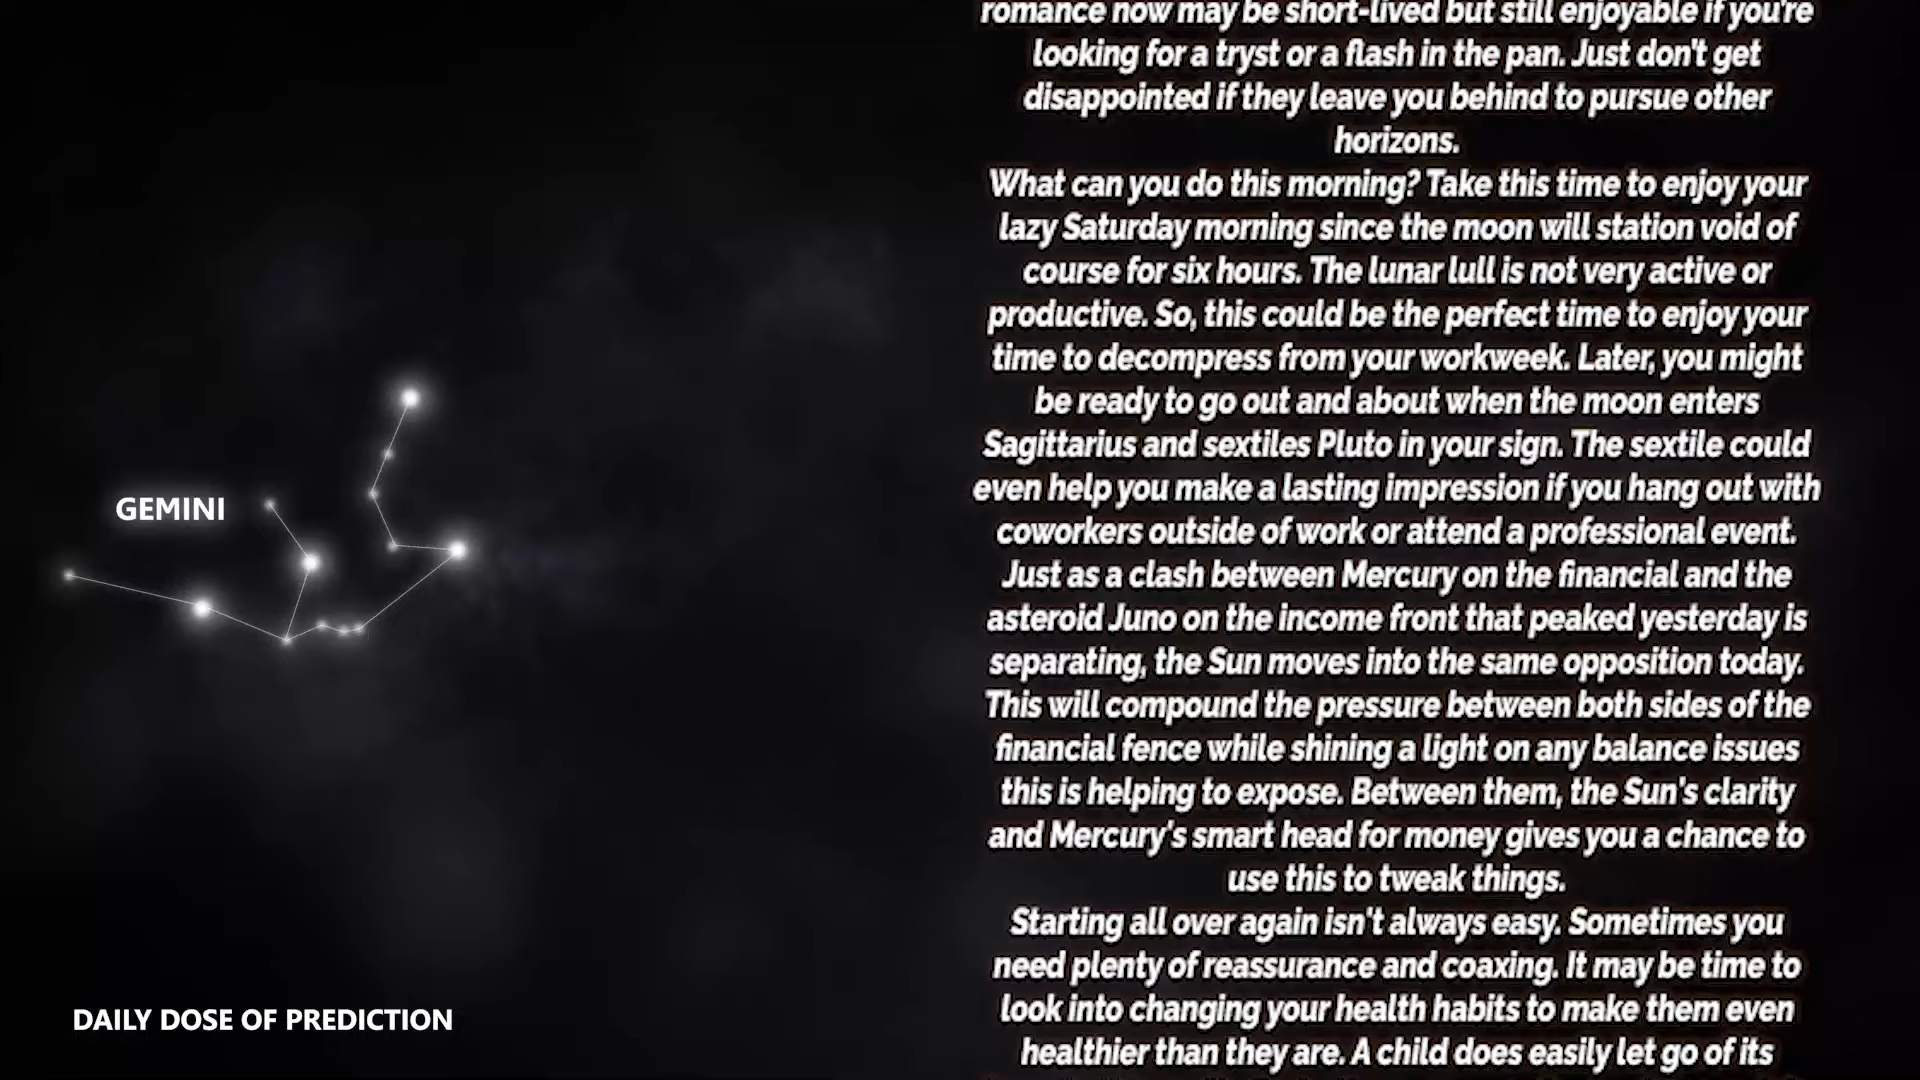 romance now may be short-lived but still enjoyable if you're
looking for a tryst or a flash in the pan. Just don't get
disappointed if they leave you behind to pursue other
horizons.
What can you do this morning? Take this time to enjoy your
lazy Saturday morning since the moon will station void of
course for six hours. The lunar lull is not very active or
productive. So, this could be the perfect time to enjoy your
time to decompress from your workweek. Later, you might
be ready to go out and about when the moon enters
Sagittarius and sextiles Pluto in your sign. The sextile could
even help you make a lasting impression if you hang out with
coworkers outside of work or attend a professional event.
Just as a clash between Mercury on the financial and the
asteroid Juno on the income front that peaked yesterday is
separating, the Sun moves into the same opposition today.
This will compound the pressure between both sides of the
financial fence while shining a light on any balance issues
this is helping to expose. Between them, the Sun's clarity
and Mercury's smart head for money gives you a chance to
use this to tweak things.
Starting all over again isn't always easy. Sometimes you
need plenty of reassurance and coaxing. It may be time to
look into changing your health habits to make them even
healthier than they are. A child does easily let go of its
GEMINI
DAILY DOSE OF PREDICTION